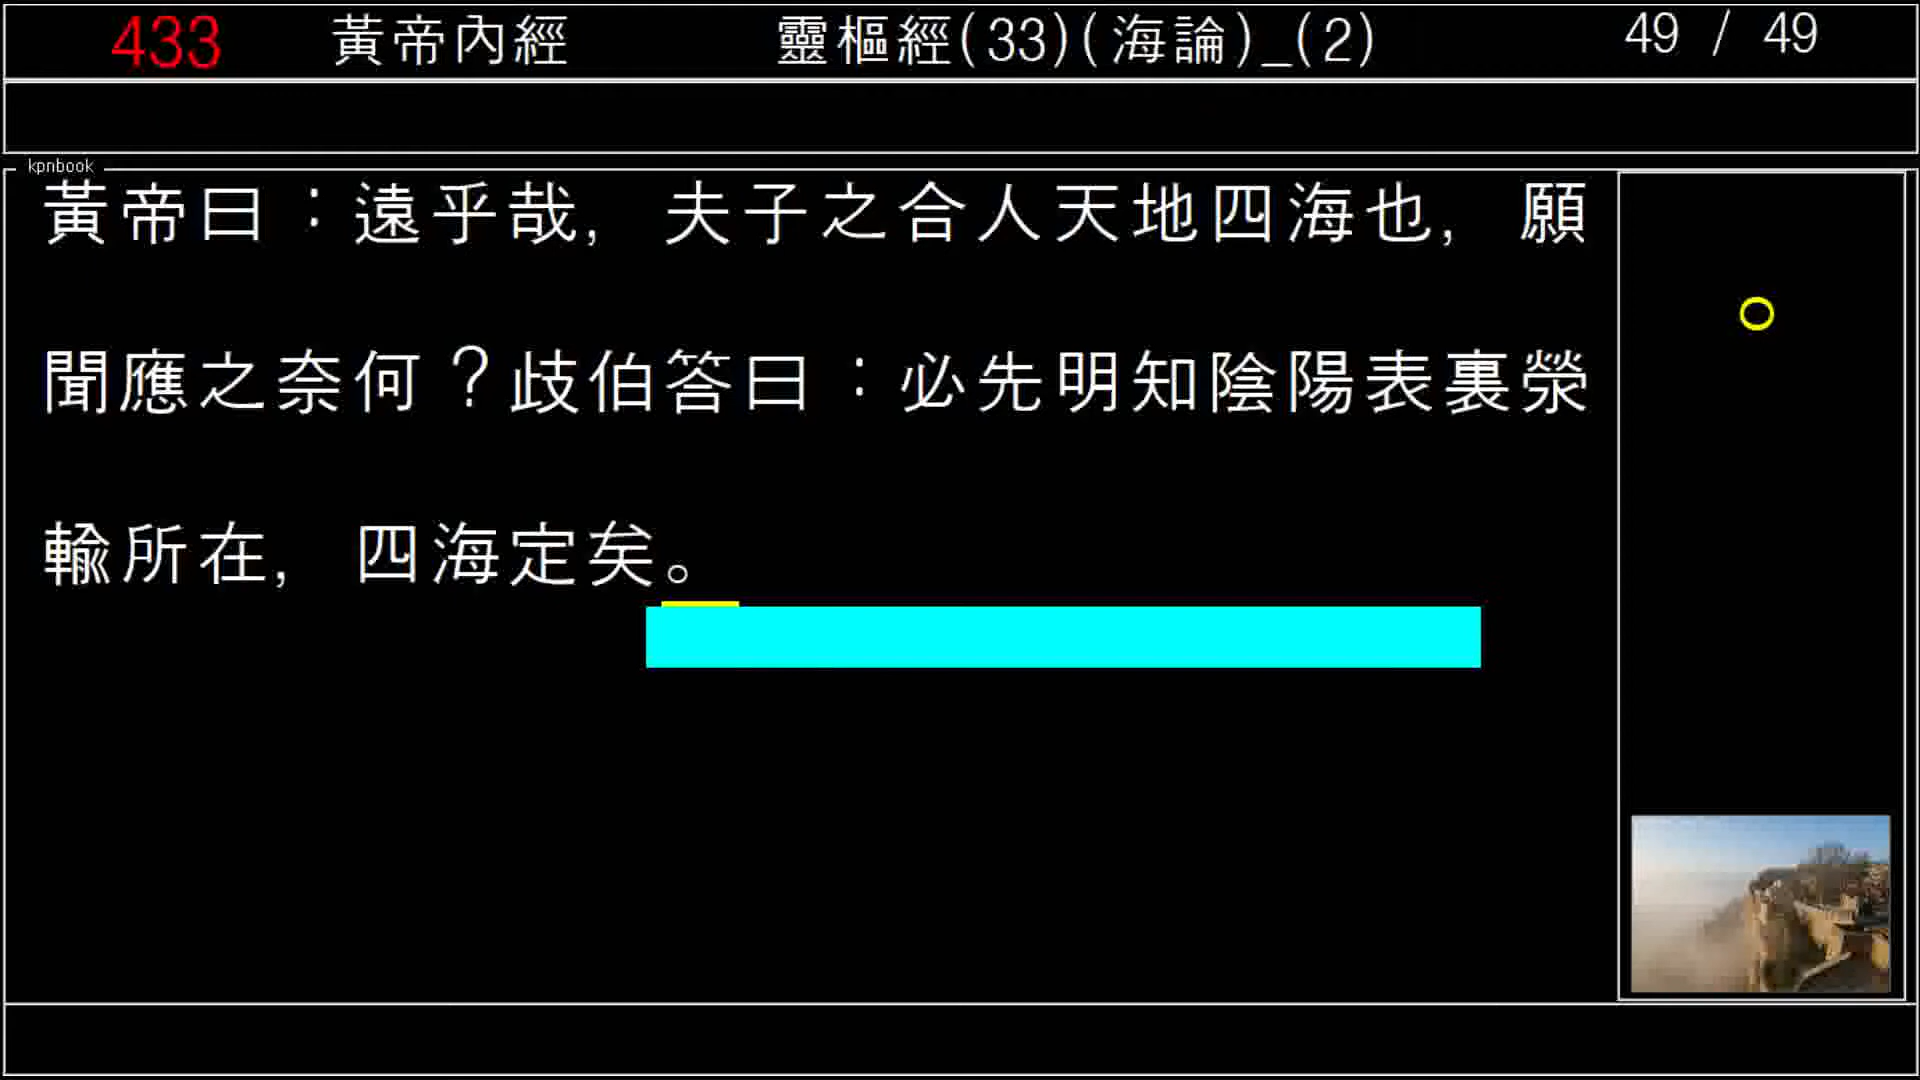 433 黃帝內經 靈樞經(33)(海論)_(2) 49 / 49
kpnbook
黃帝曰：遠乎哉, 夫子之合人天地四海也, 願
聞應之奈何？歧伯答曰：必先明知陰陽表裏滎
輸所在, 四海定矣。